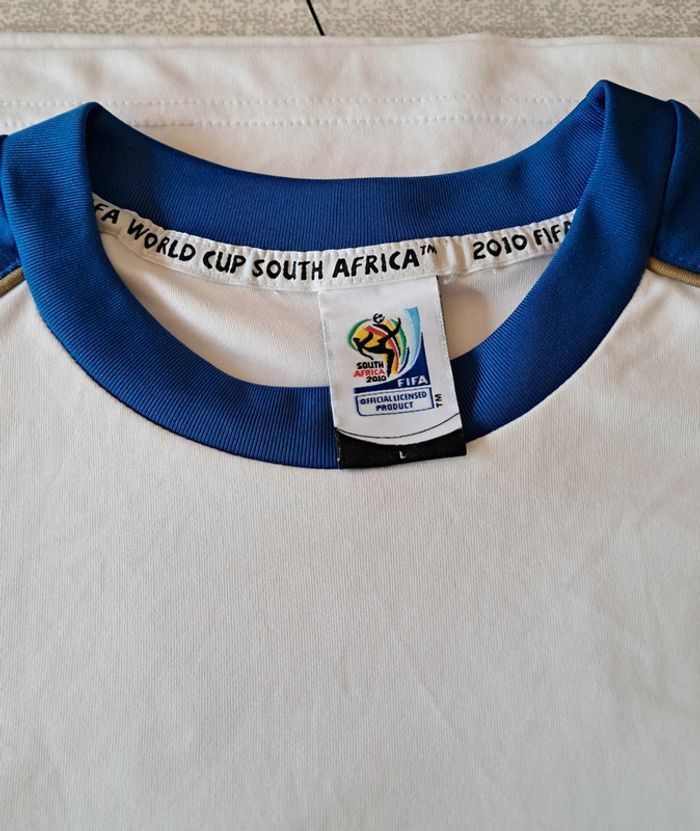 FA WORLD CUP SOUTH AFRICA™ 2010 FIFA
SOUTH
AFRICA
2010
FIFA
OFFICIAL LICENSED
PRODUCT
TM
L